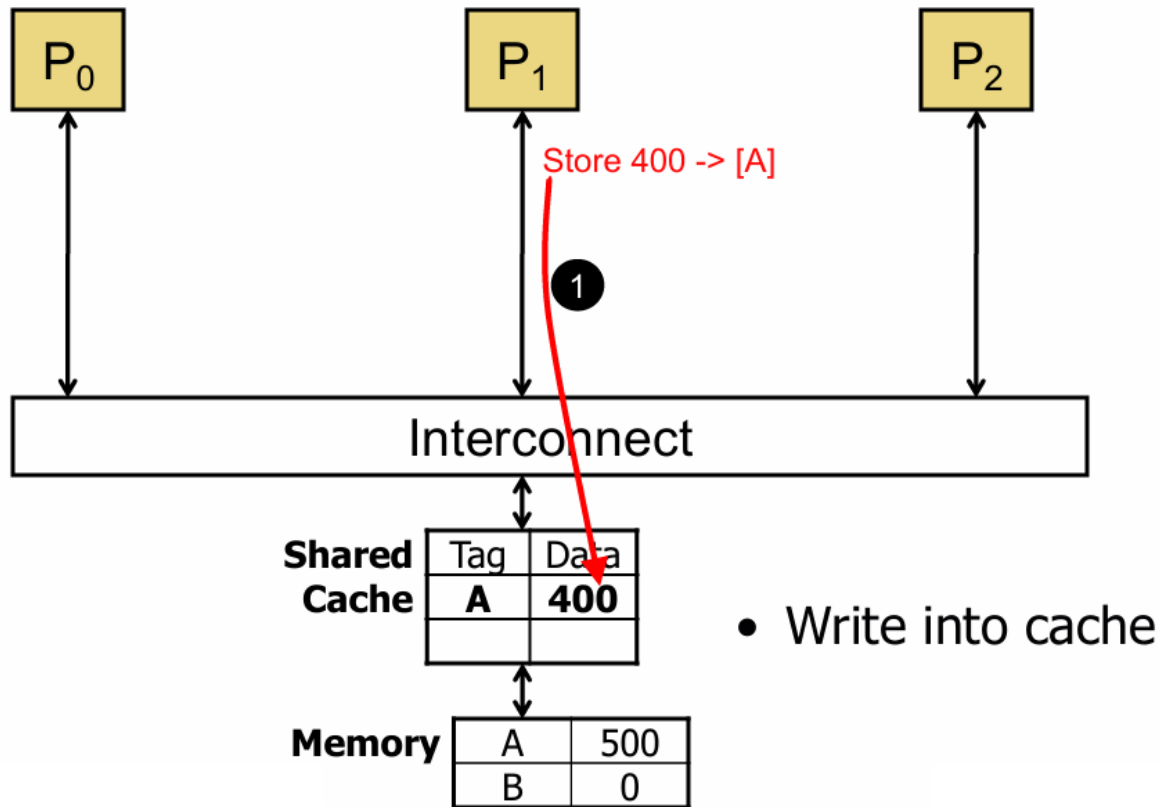 P₀
P₁
P₂
Store 400 -> [A]
1
Interconnect
Shared
Cache
Tag Data
A 400
• Write into cache
Memory
A 500
B 0